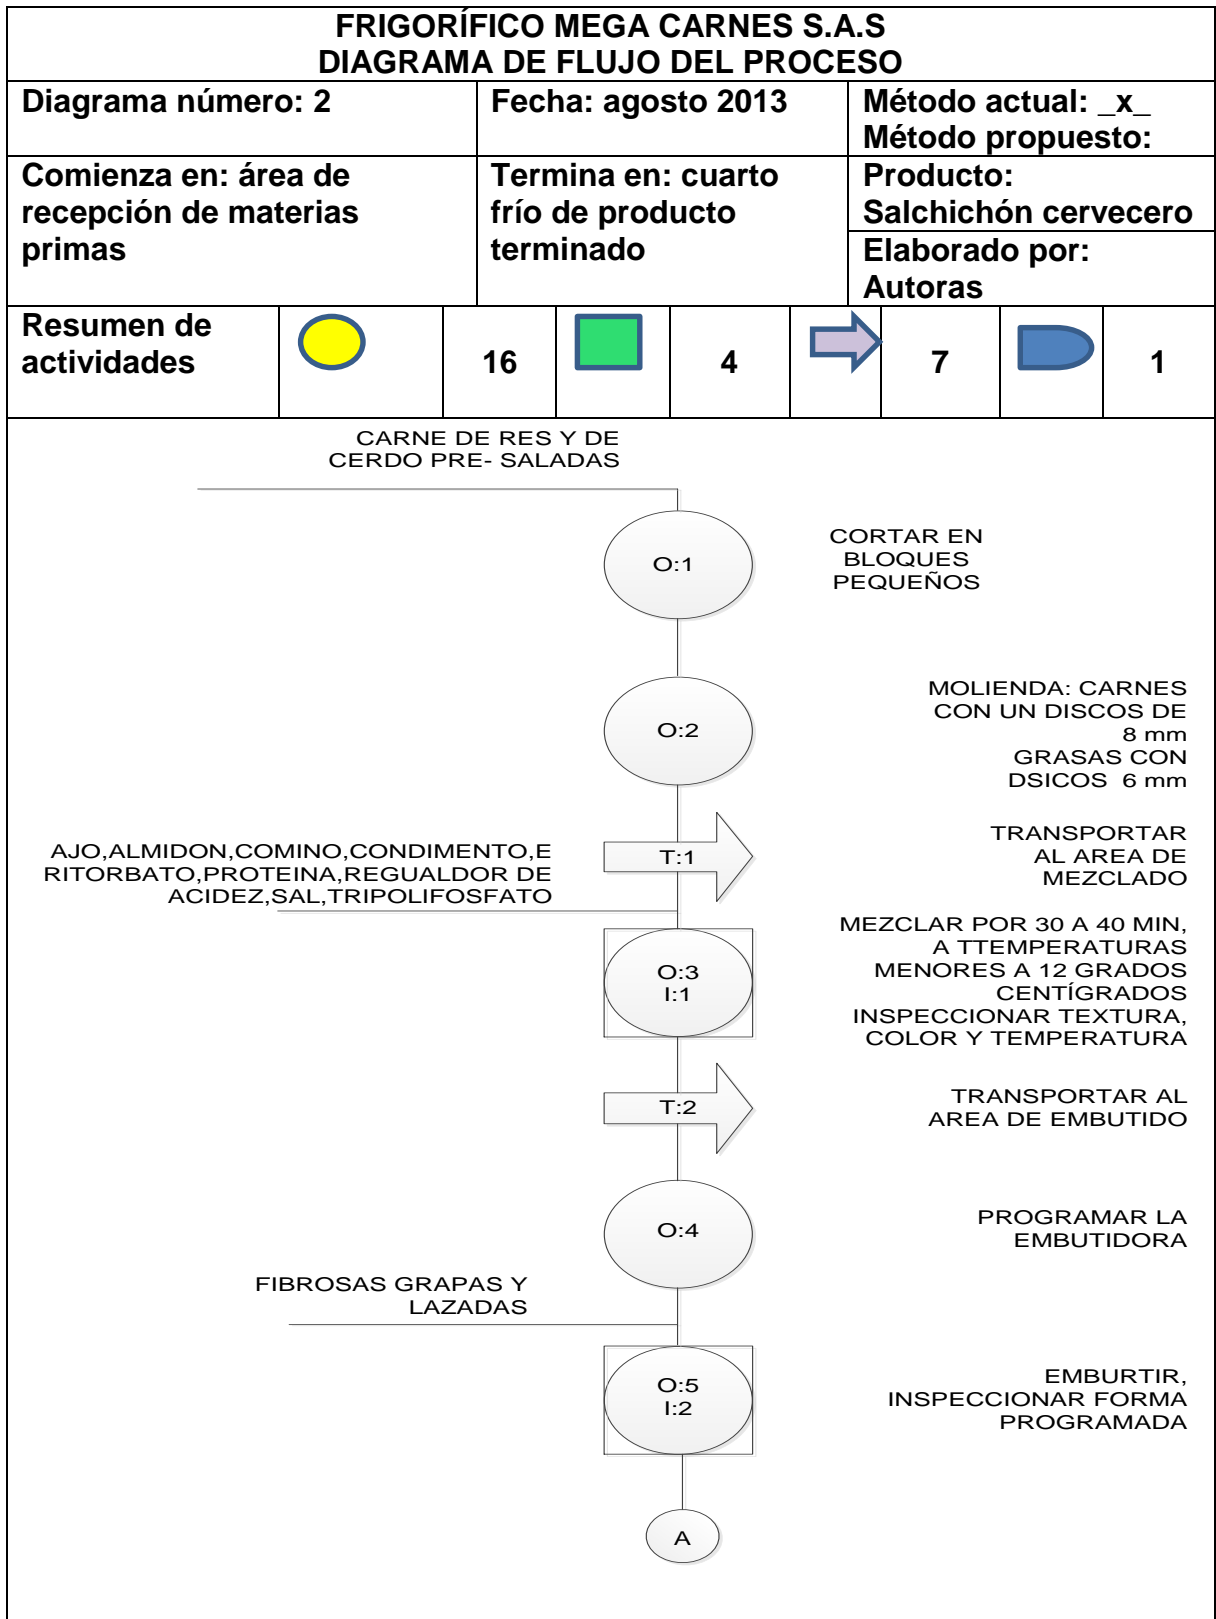 FRIGORÍFICO MEGA CARNES S.A.S
DIAGRAMA DE FLUJO DEL PROCESO
Diagrama número: 2
Fecha: agosto 2013
Método actual: _x_
Método propuesto:
Comienza en: área de
recepción de materias
primas
Termina en: cuarto
frío de producto
terminado
Producto:
Salchichón cervecero
Elaborado por:
Autoras
Resumen de
actividades
16
4
7
1
CARNE DE RES Y DE
CERDO PRE- SALADAS
O:1
CORTAR EN
BLOQUES
PEQUEÑOS
O:2
MOLIENDA: CARNES
CON UN DISCOS DE
8 mm
GRASAS CON
DSICOS  6 mm
T:1
TRANSPORTAR
AL AREA DE
MEZCLADO
AJO,ALMIDON,COMINO,CONDIMENTO,E
RITORBATO,PROTEINA,REGUALDOR DE
ACIDEZ,SAL,TRIPOLIFOSFATO
O:3
I:1
MEZCLAR POR 30 A 40 MIN,
A TTEMPERATURAS
MENORES A 12 GRADOS
CENTÍGRADOS
INSPECCIONAR TEXTURA,
COLOR Y TEMPERATURA
T:2
TRANSPORTAR AL
AREA DE EMBUTIDO
O:4
PROGRAMAR LA
EMBUTIDORA
FIBROSAS GRAPAS Y
LAZADAS
O:5
I:2
EMBURTIR,
INSPECCIONAR FORMA
PROGRAMADA
A